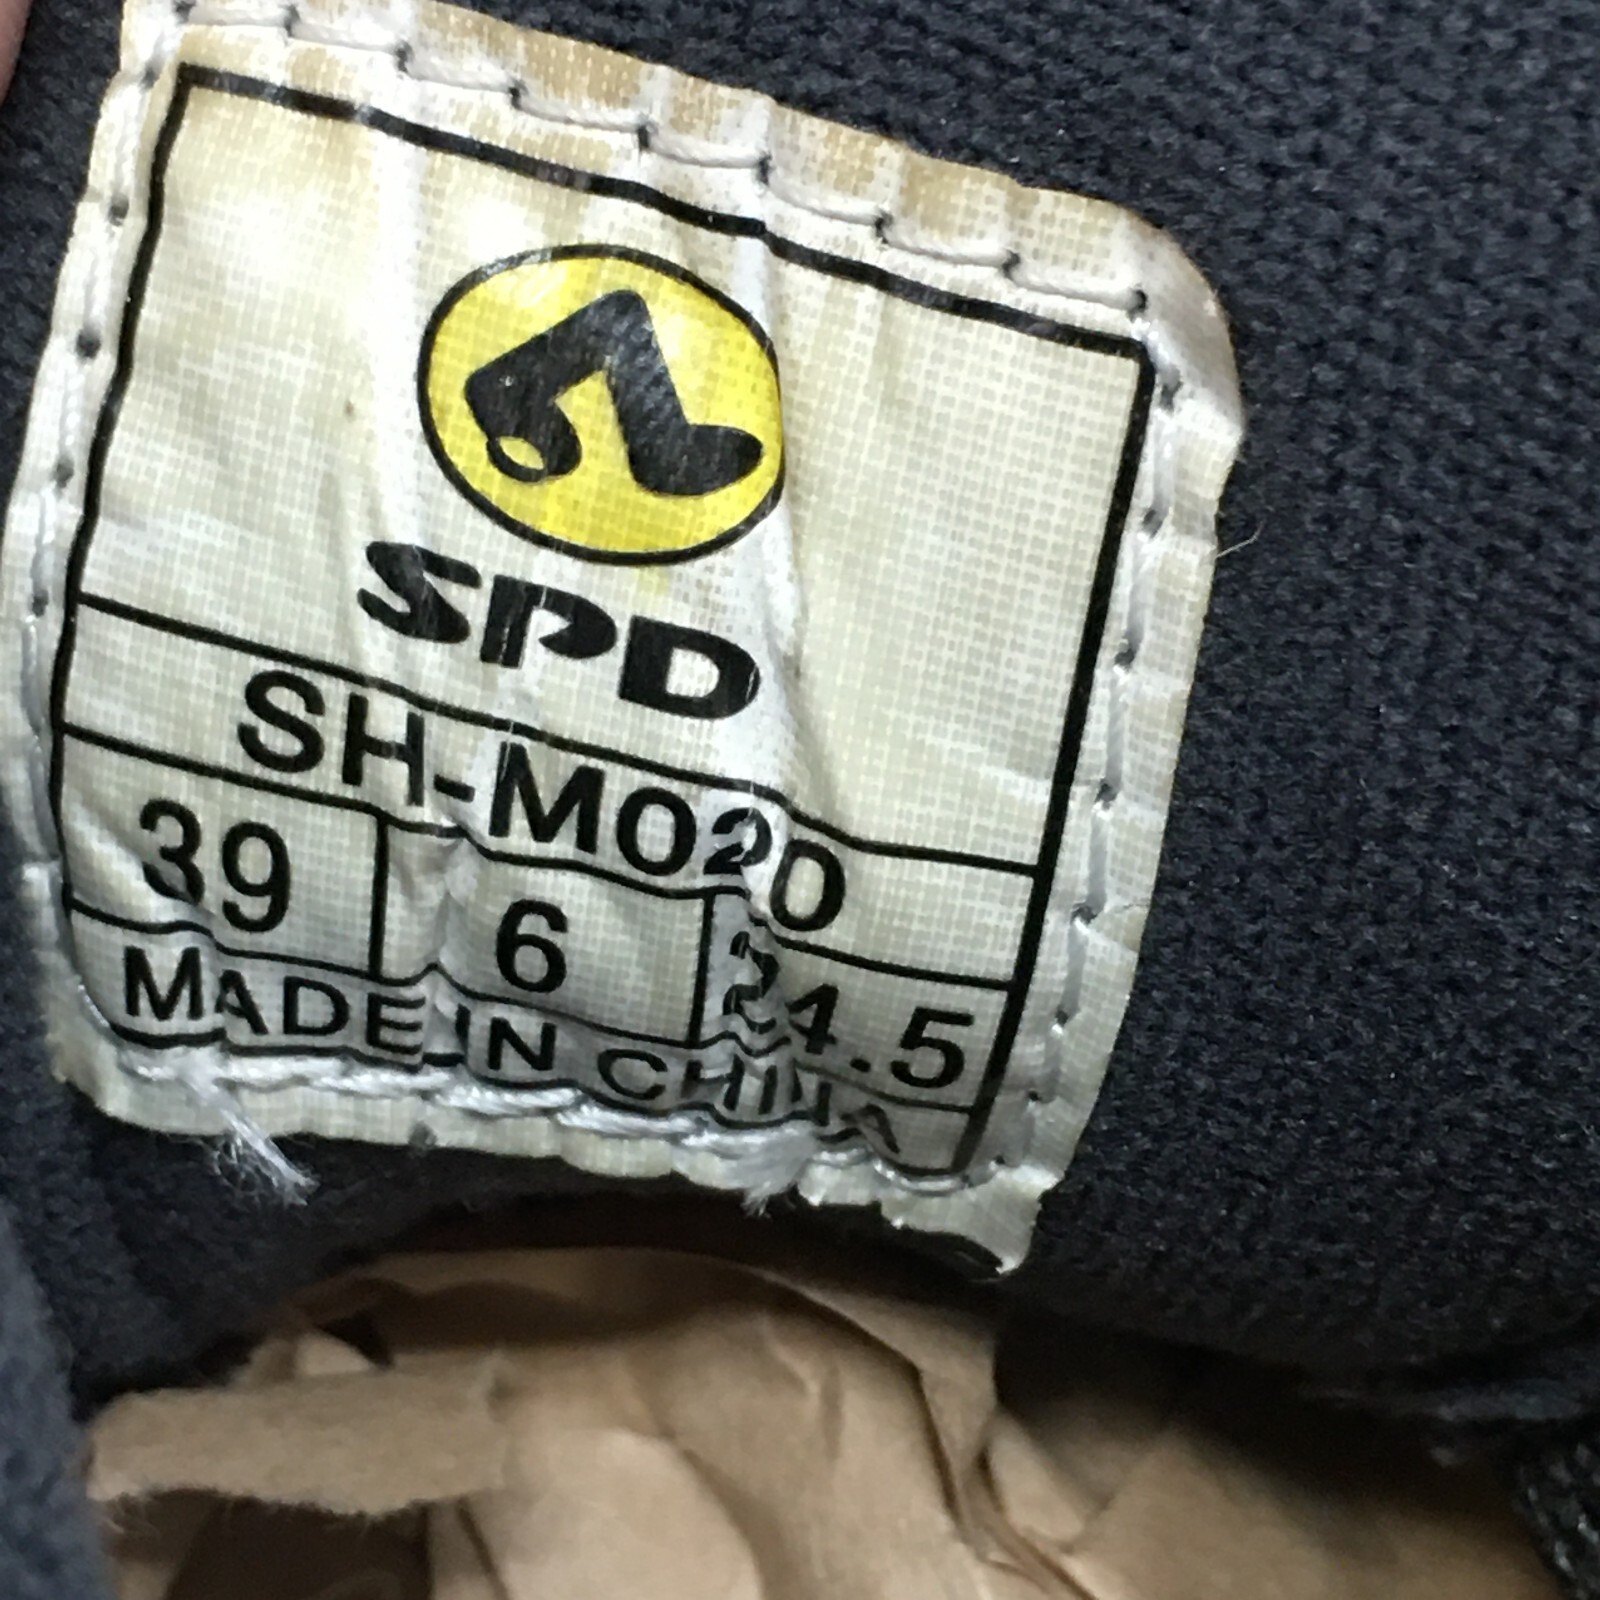 SPD
SH-M020
39 6 24.5
MADE IN CHINA